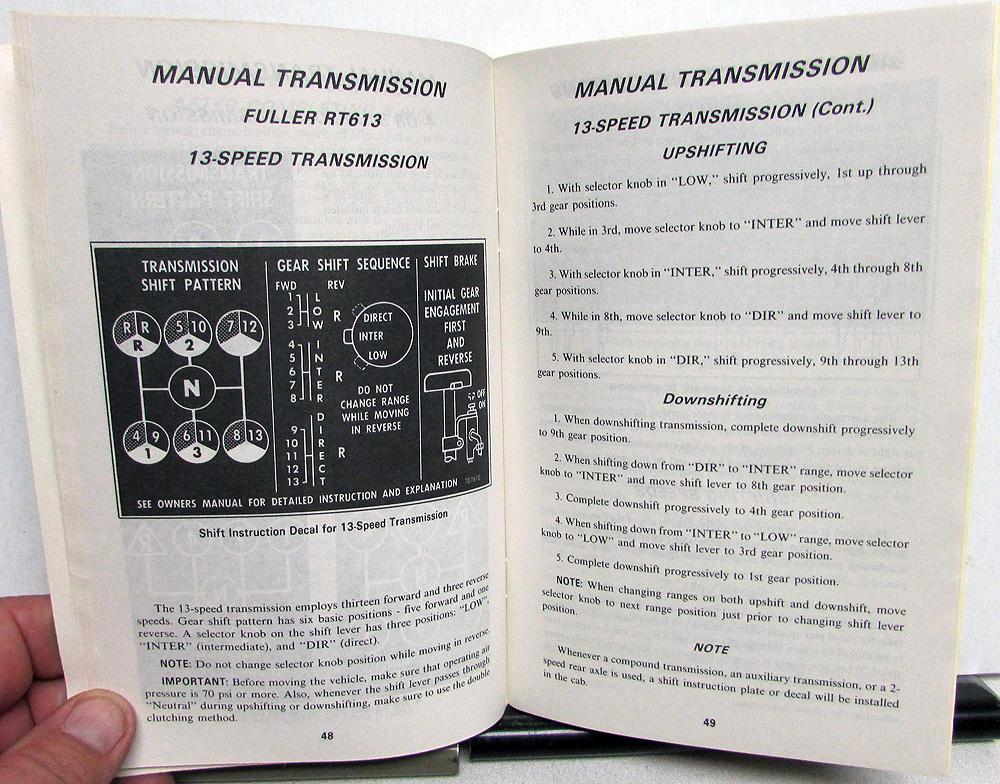 MANUAL TRANSMISSION
FULLER RT613
13-SPEED TRANSMISSION
TRANSMISSION
SHIFT PATTERN
R R
R
5 10
2
7 12
N
4 9
1
6 11
3
8 13
GEAR SHIFT SEQUENCE
FWD REV
1 L
2 O R
3 W
4 I
5 N
6 T R
7 E
8 R
D
9 I
10 R
11 E R
12 C
13 T
DIRECT
INTER
LOW
DO NOT
CHANGE RANGE
WHILE MOVING
IN REVERSE
SHIFT BRAKE
INITIAL GEAR
ENGAGEMENT
FIRST
AND
REVERSE
OFF
ON
SEE OWNERS MANUAL FOR DETAILED INSTRUCTION AND EXPLANATION
Shift Instruction Decal for 13-Speed Transmission
The 13-speed transmission employs thirteen forward and three reverse
speeds. Gear shift pattern has six basic positions - five forward and one
reverse. A selector knob on the shift lever has three positions: "LOW",
"INTER" (intermediate), and "DIR" (direct).
NOTE: Do not change selector knob position while moving in reverse.
IMPORTANT: Before moving the vehicle, make sure that operating air
pressure is 70 psi or more. Also, whenever the shift lever passes through
"Neutral" during upshifting or downshifting, make sure to use the double
clutching method.
48
MANUAL TRANSMISSION
13-SPEED TRANSMISSION (Cont.)
UPSHIFTING
1. With selector knob in "LOW," shift progressively, 1st up through
3rd gear positions.
2. While in 3rd, move selector knob to "INTER" and move shift lever
to 4th.
3. With selector knob in "INTER," shift progressively, 4th through 8th
gear positions.
4. While in 8th, move selector knob to "DIR" and move shift lever to
9th.
5. With selector knob in "DIR," shift progressively, 9th through 13th
gear positions.
Downshifting
1. When downshifting transmission, complete downshift progressively
to 9th gear position.
2. When shifting down from "DIR" to "INTER" range, move selector
knob to "INTER" and move shift lever to 8th gear position.
3. Complete downshift progressively to 4th gear position.
4. When shifting down from "INTER" to "LOW" range, move selector
knob to "LOW" and move shift lever to 3rd gear position.
5. Complete downshift progressively to 1st gear position.
NOTE: When changing ranges on both upshift and downshift, move
selector knob to next range position just prior to changing shift lever
position.
NOTE
Whenever a compound transmission, an auxiliary transmission, or a 2-
speed rear axle is used, a shift instruction plate or decal will be installed
in the cab.
49